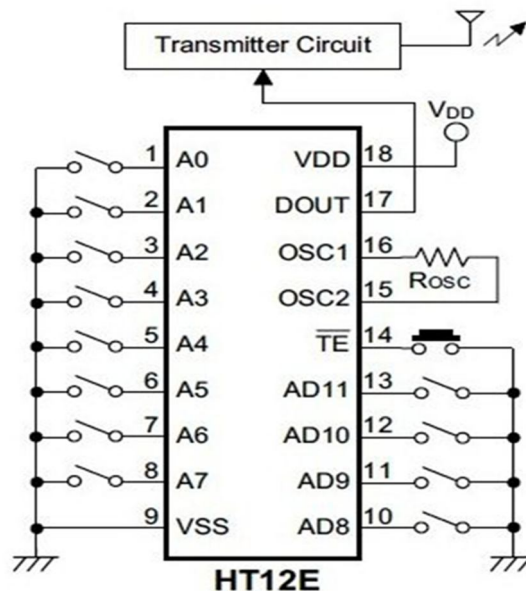 Transmitter Circuit
VDD
1 A0 VDD 18
2 A1 DOUT 17
3 A2 OSC1 16
4 A3 OSC2 15
ROSC
5 A4 TE 14
6 A5 AD11 13
7 A6 AD10 12
8 A7 AD9 11
9 VSS AD8 10
HT12E